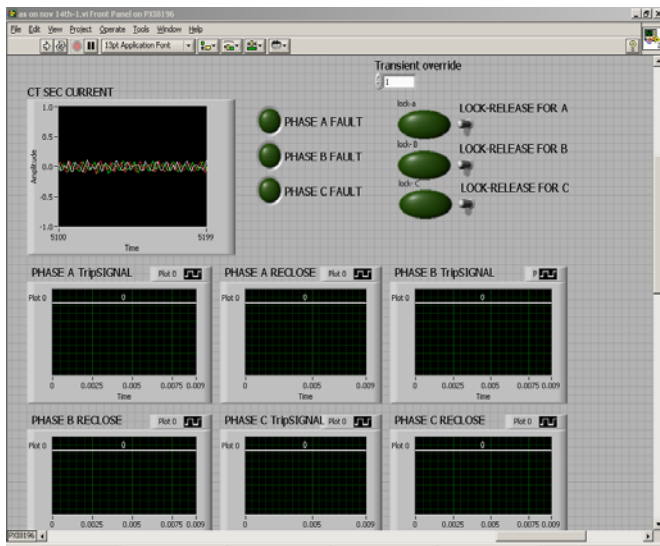 as on nov 14th-1.vi Front Panel on PXI8196
File Edit View Project Operate Tools Window Help
13pt Application Font
Transient override
1
CT SEC CURRENT
1.0
0.5
0.0
-0.5
-1.0
Amplitude
5100 5199
Time
PHASE A FAULT
PHASE B FAULT
PHASE C FAULT
lock-a
LOCK-RELEASE FOR A
lock- B
LOCK-RELEASE FOR B
lock- C
LOCK-RELEASE FOR C
PHASE A TripSIGNAL Plot 0
Plot 0 0
0 0.0025 0.005 0.0075 0.009
Time
PHASE A RECLOSE Plot 0
Plot 0 0
0 0.005 0.009
Time
PHASE B TripSIGNAL P
Plot 0 0
0 0.0025 0.005 0.0075 0.009
Time
PHASE B RECLOSE Plot 0
Plot 0 0
0 0.0025 0.005 0.0075 0.009
PHASE C TripSIGNAL Plot 0
Plot 0 0
0 0.005 0.009
PHASE C RECLOSE Plot 0
Plot 0 0
0 0.0025 0.005 0.0075 0.009
PXI8196